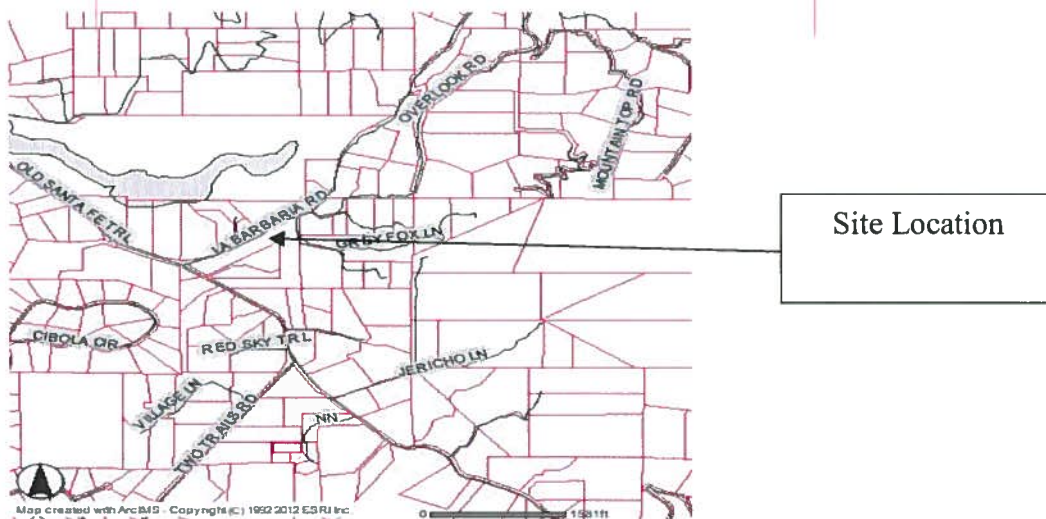 OVERLOOK RD
MOUNTAIN TOP RD
OLD SANTA FE TRL
LA BARBARIA RD
Site Location
GRAY FOX LN
CIBOLA CIR
RED SKY TRL
JERICHO LN
VILLAGE LN
TWO TRAILS RD
NN
Map created with ArcIMS - Copyright (C) 1992-2012 ESRI Inc.
0 1581ft